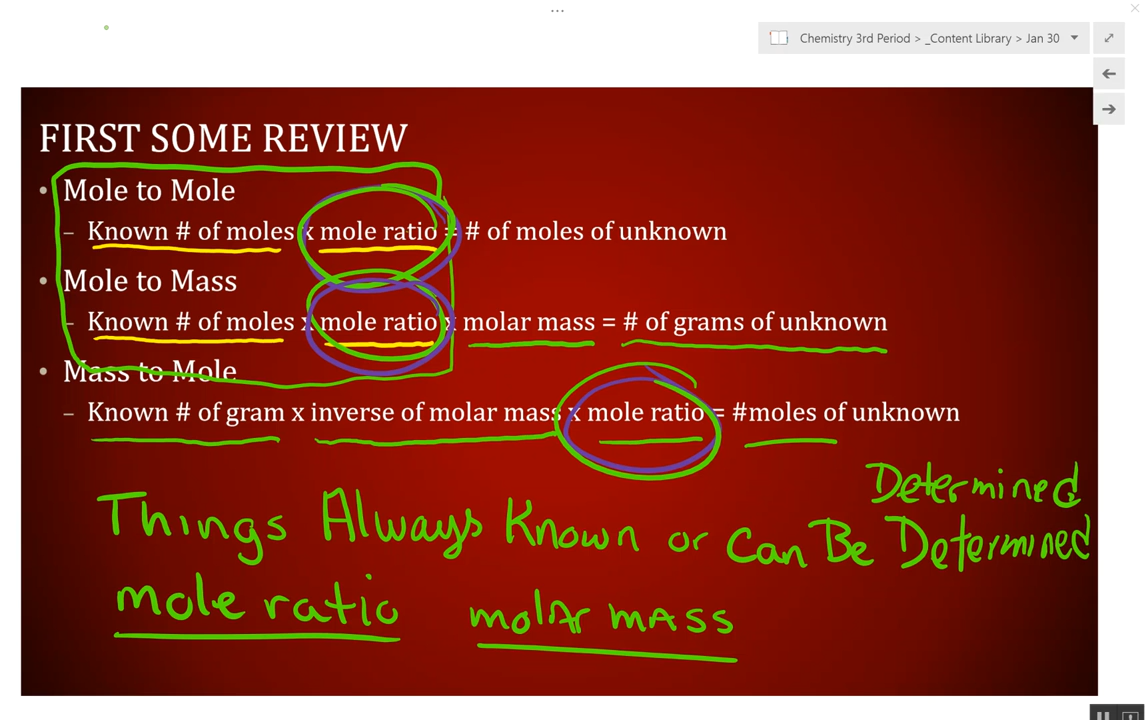 Chemistry 3rd Period > _Content Library > Jan 30
FIRST SOME REVIEW
• Mole to Mole
– Known # of moles x mole ratio = # of moles of unknown
• Mole to Mass
– Known # of moles x mole ratio x molar mass = # of grams of unknown
• Mass to Mole
– Known # of gram x inverse of molar mass x mole ratio = #moles of unknown
Determined
Things Always Known or Can Be Determined
mole ratio molAr mAss